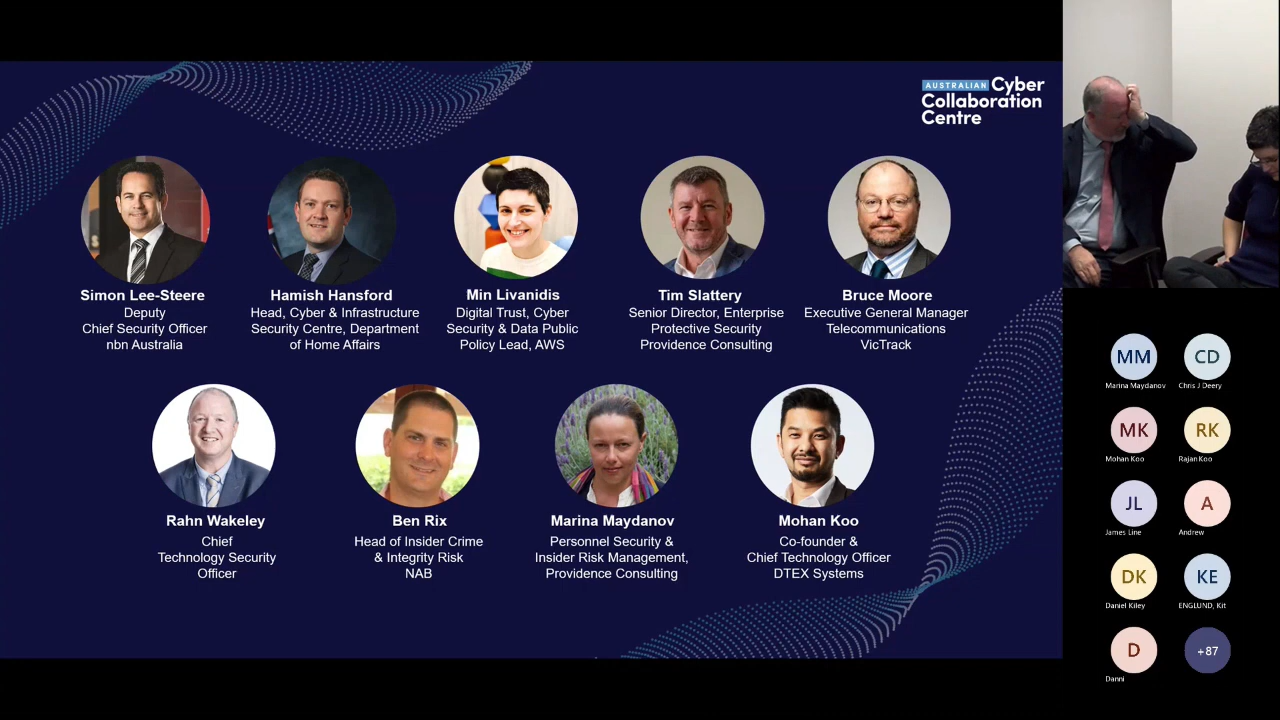 AUSTRALIAN Cyber
Collaboration
Centre
Simon Lee-Steere
Deputy
Chief Security Officer
nbn Australia
Hamish Hansford
Head, Cyber & Infrastructure
Security Centre, Department
of Home Affairs
Min Livanidis
Digital Trust, Cyber
Security & Data Public
Policy Lead, AWS
Tim Slattery
Senior Director, Enterprise
Protective Security
Providence Consulting
Bruce Moore
Executive General Manager
Telecommunications
VicTrack
Rahn Wakeley
Chief
Technology Security
Officer
Ben Rix
Head of Insider Crime
& Integrity Risk
NAB
Marina Maydanov
Personnel Security &
Insider Risk Management,
Providence Consulting
Mohan Koo
Co-founder &
Chief Technology Officer
DTEX Systems
MM
Marina Maydanov
CD
Chris J Deery
MK
Mohan Koo
RK
Rajan Koo
JL
James Line
A
Andrew
DK
Daniel Kiley
KE
ENGLUND, Kit
D
Danni
+87